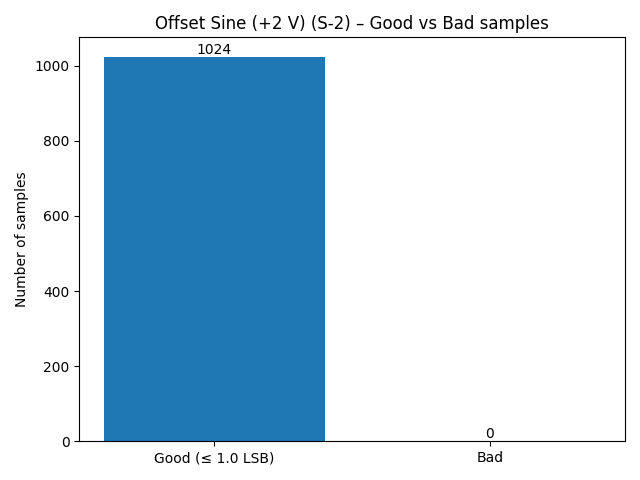 Offset Sine (+2 V) (S-2) – Good vs Bad samples
1024
1000
800
600
400
200
0
0
Number of samples
Good (≤ 1.0 LSB)
Bad